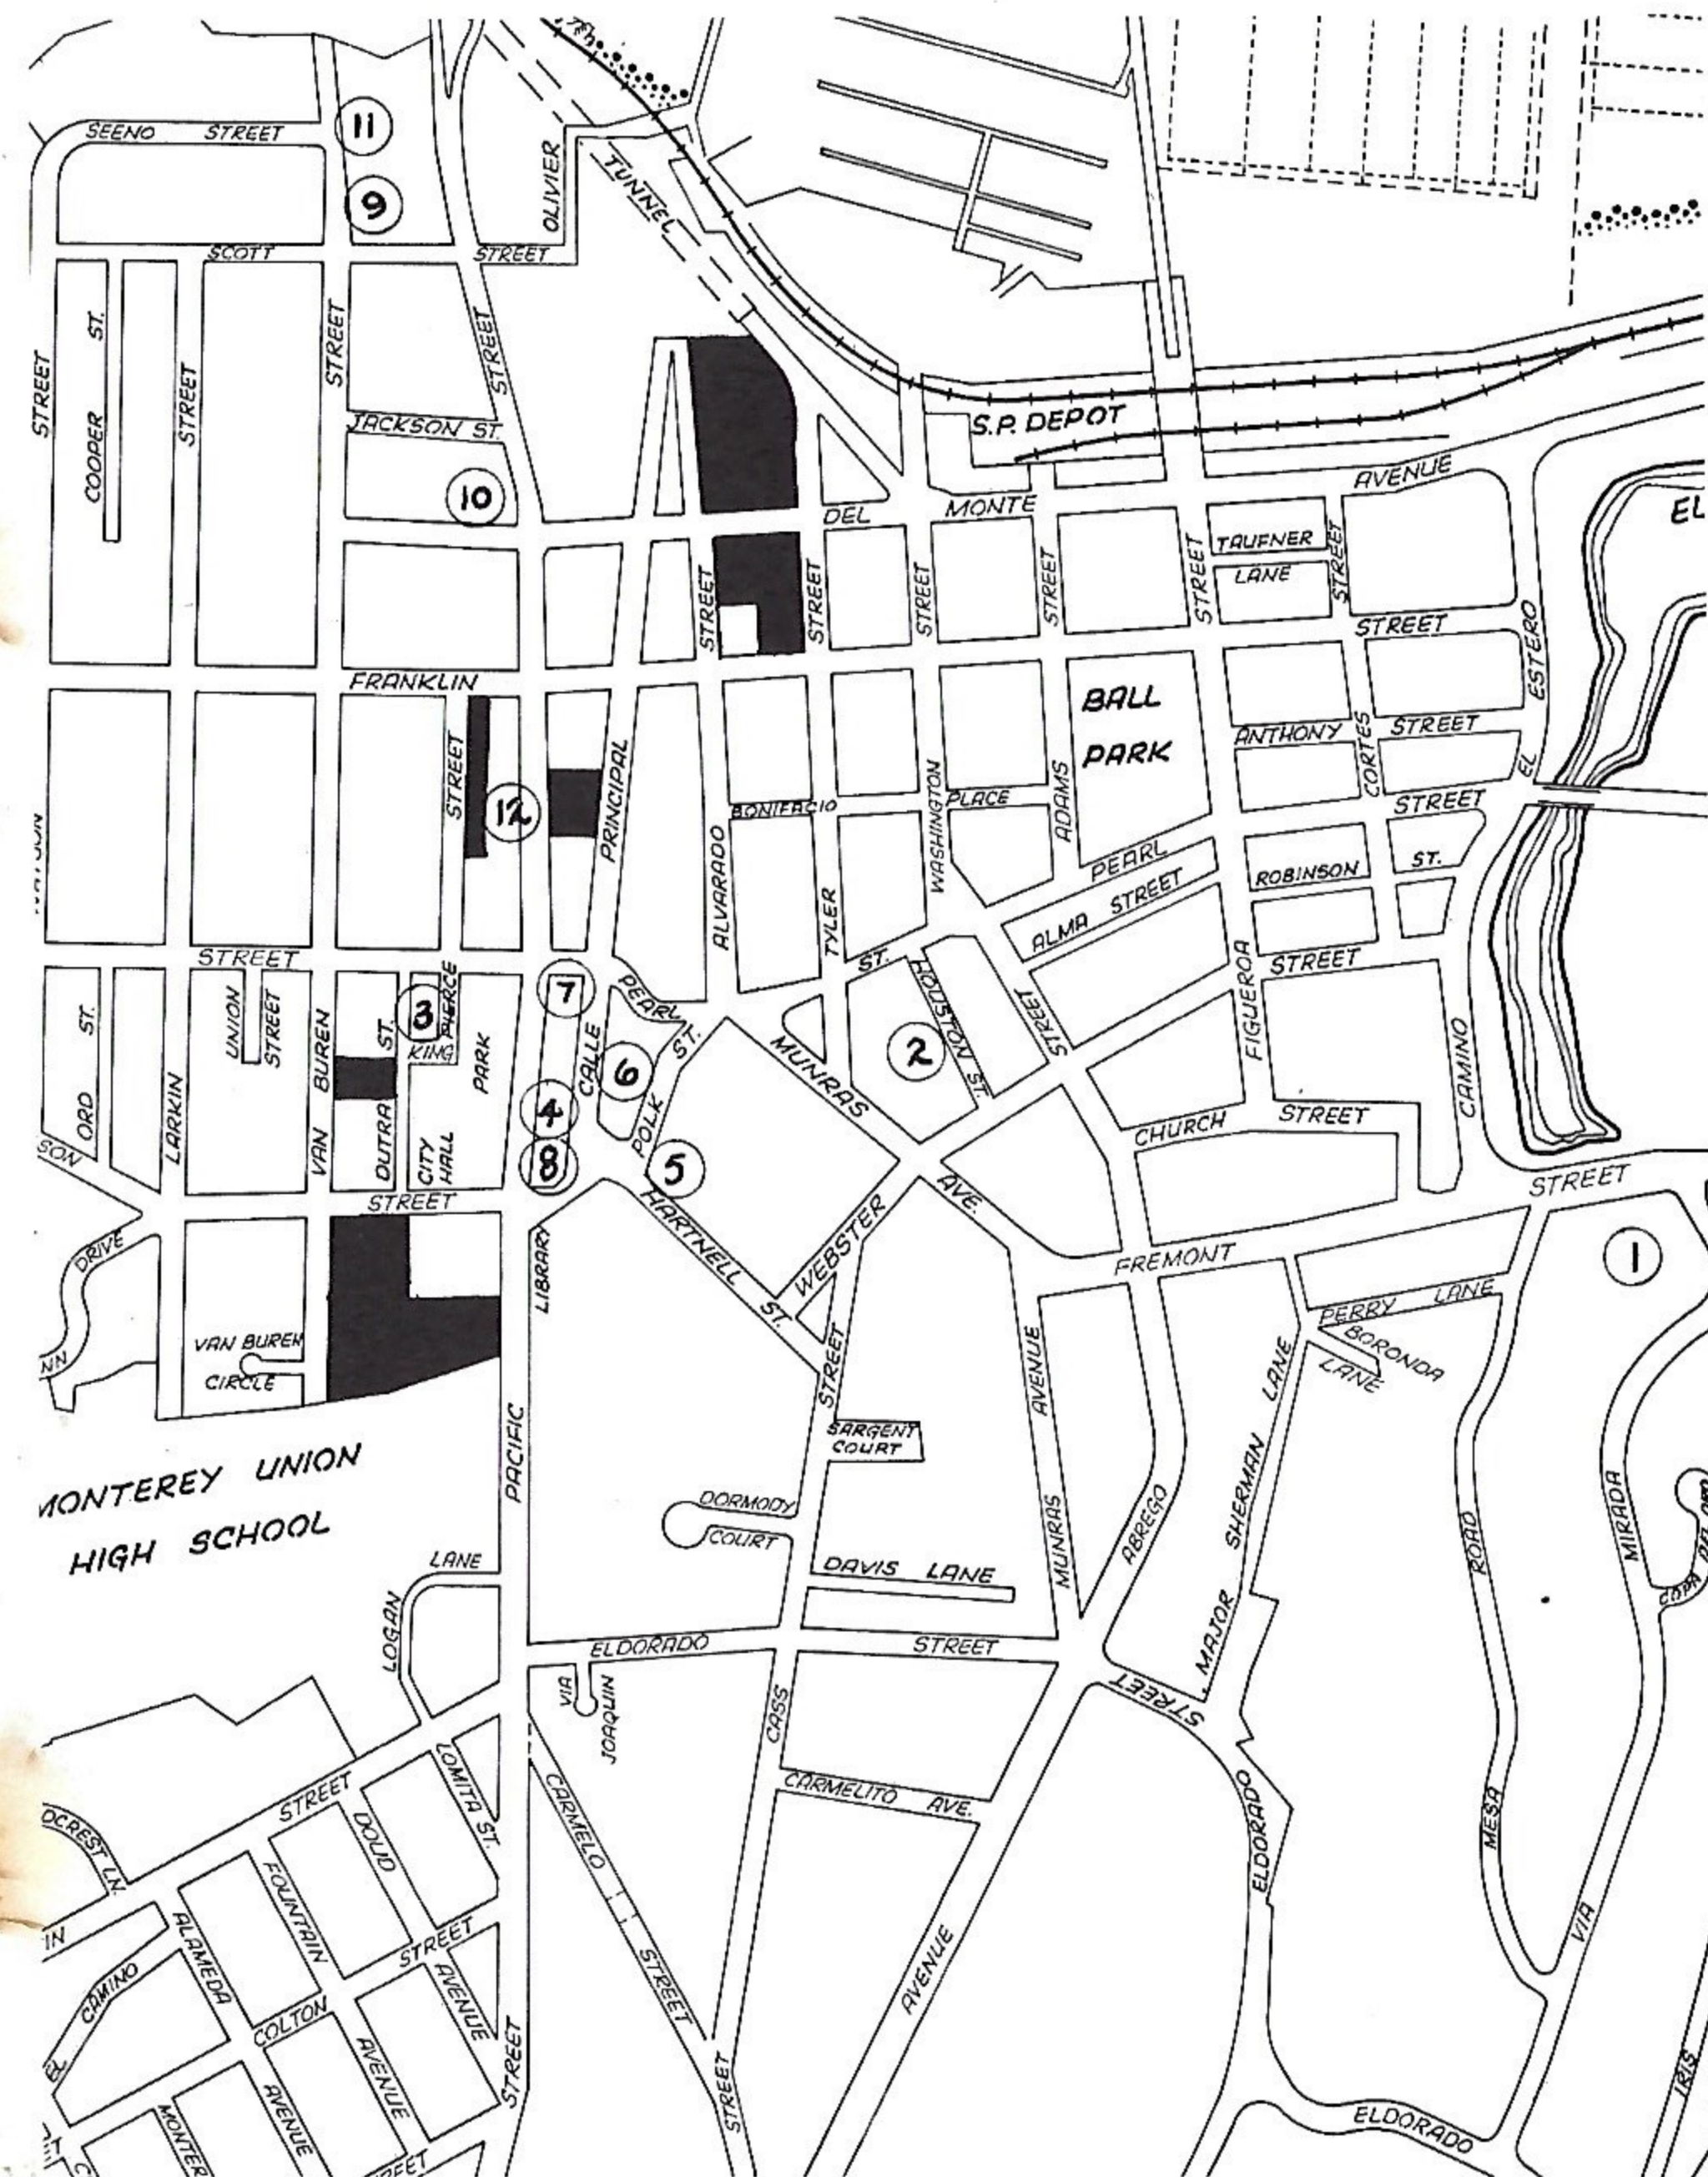 SEENO STREET
11
9
OLIVIER
TUNNEL
SCOTT STREET
STREET
COOPER ST.
STREET
STREET
STREET
JACKSON ST.
10
S.P. DEPOT
DEL MONTE AVENUE
EL
TAUFNER
LANE
STREET
STREET
STREET
STREET
STREET
STREET
STREET
FRANKLIN
BALL
PARK
ESTERO
EL
ANTHONY STREET
CORTES
STREET
STREET
12
PRINCIPAL
BONIFACIO PLACE
WASHINGTON
ADAMS
ALVARADO
TYLER
PEARL
ALMA STREET
ROBINSON ST.
STREET
ST.
STREET
UNION
STREET
ORD ST.
LARKIN
VAN BUREN
DUTRA ST.
3
PIERCE
KING
PARK
CITY
HALL
7
PEARL
CALLE
6
POLK ST.
4
8
5
MUNRAS
AVE.
2
HOUSTON ST.
STREET
FIGUEROA
CAMINO
CHURCH STREET
SON
STREET
STREET
DRIVE
LIBRARY
HARTNELL
ST.
WEBSTER
FREMONT
1
PERRY LANE
BORONDA
LANE
VAN BUREN
CIRCLE
NN
STREET
AVENUE
SARGENT
COURT
MONTEREY UNION
HIGH SCHOOL
PACIFIC
DORMODY
COURT
DAVIS LANE
MUNRAS
ABREGO
MAJOR SHERMAN LANE
ROAD
MIRADA
LANE
LOGAN
ELDORADO STREET
VIA
JOAQUIN
CASS
STREET
ELDORADO
MESA
VIA
CARMELITO AVE.
STREET
LOMITA ST.
DOUD
CARMELO
STREET
DCREST LN.
FOUNTAIN
ALAMEDA
IN
STREET
AVENUE
CAMINO
EL
COLTON
AVENUE
AVENUE
MONTER
STREET
STREET
AVENUE
ELDORADO
IRIS
REET